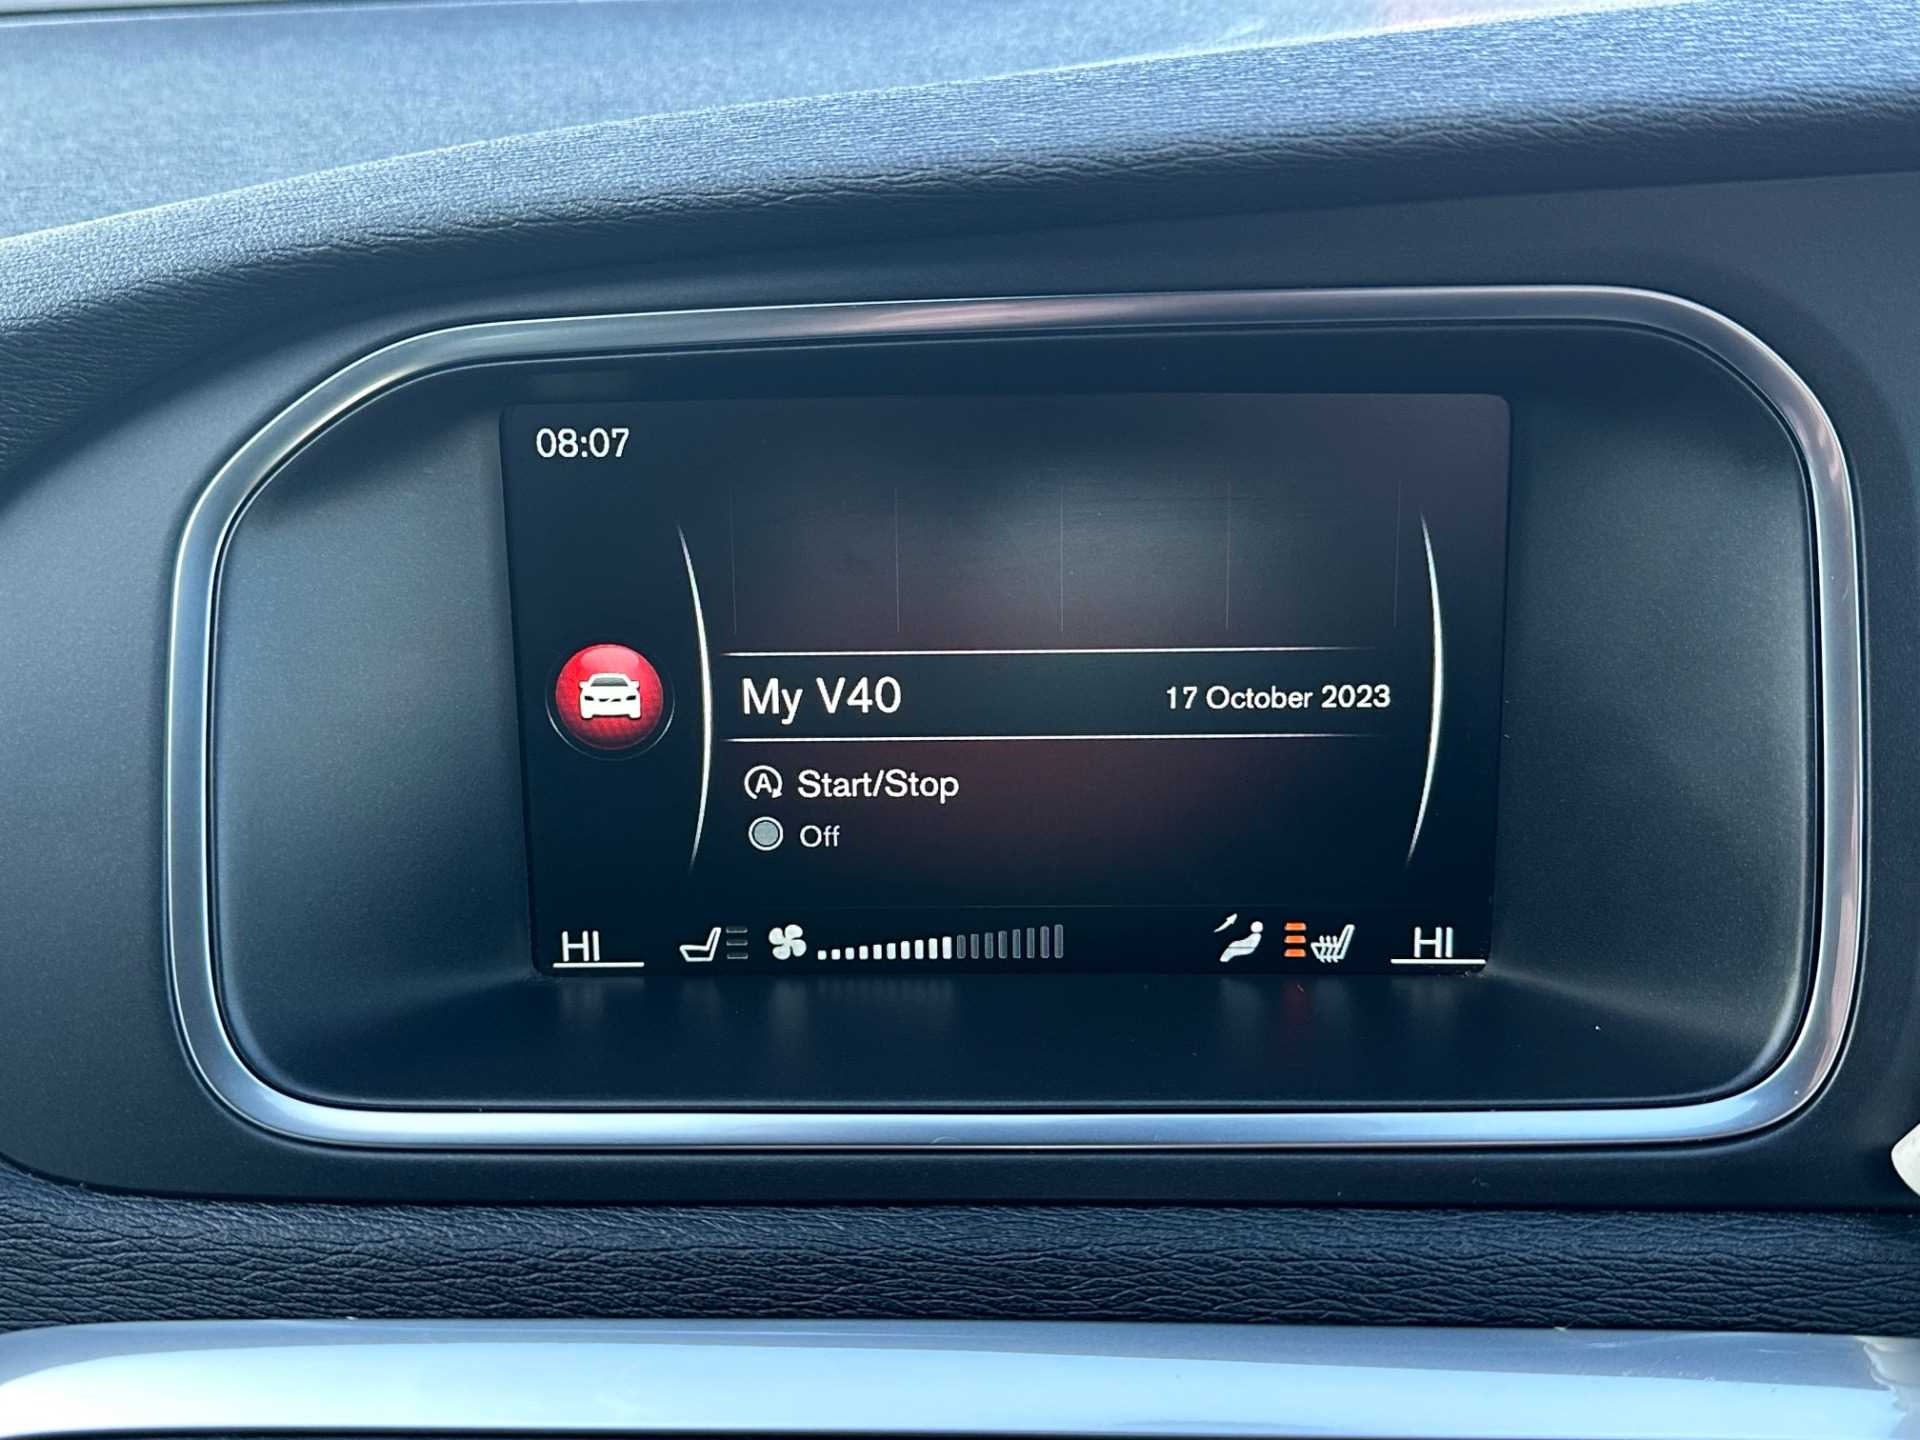 08:07
My V40 17 October 2023
A Start/Stop
Off
HI HI